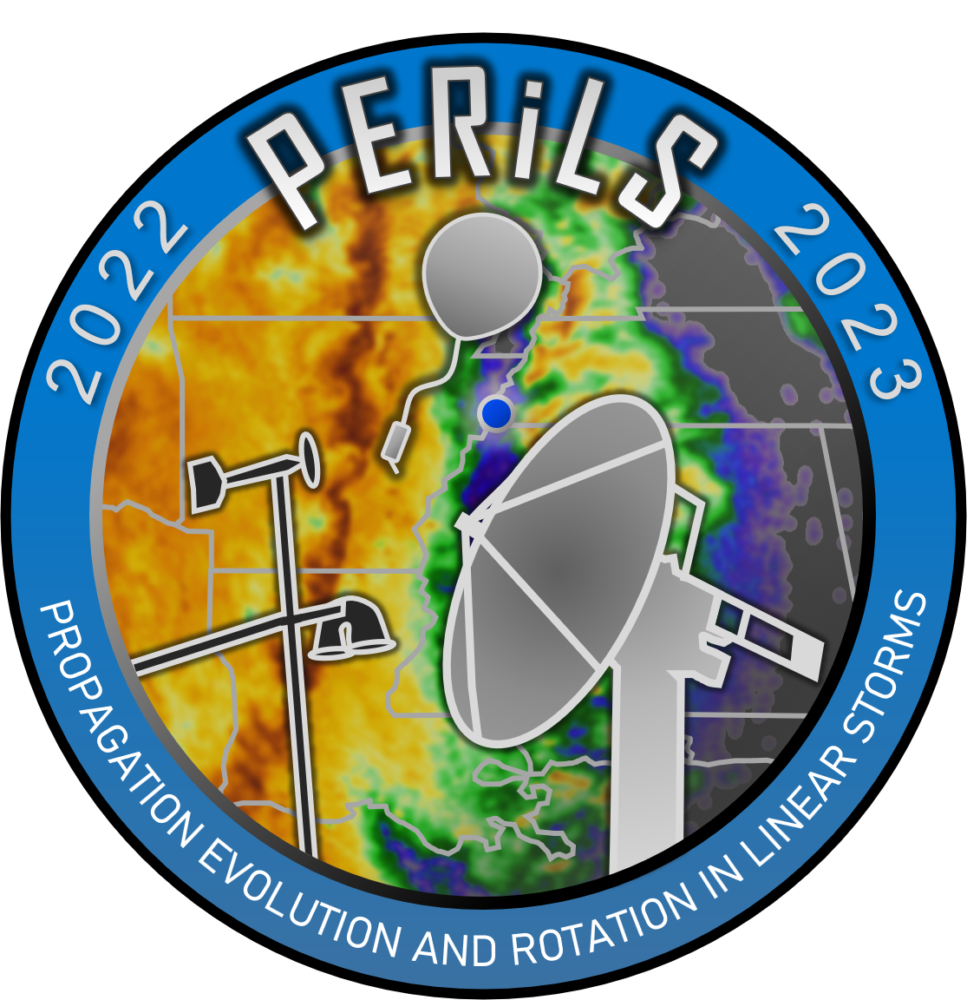 PERiLS
2022
2023
PROPAGATION EVOLUTION AND ROTATION IN LINEAR STORMS